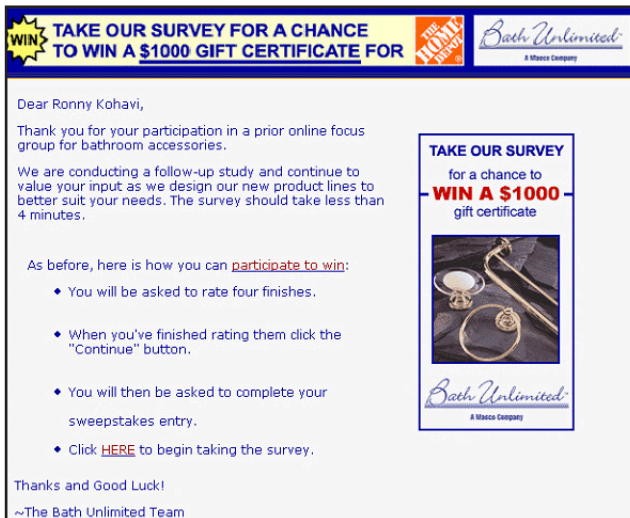 WIN
TAKE OUR SURVEY FOR A CHANCE
TO WIN A $1000 GIFT CERTIFICATE FOR
THE HOME DEPOT
Bath Unlimited
A Masco Company
Dear Ronny Kohavi,
Thank you for your participation in a prior online focus
group for bathroom accessories.
We are conducting a follow-up study and continue to
value your input as we design our new product lines to
better suit your needs. The survey should take less than
4 minutes.
As before, here is how you can participate to win:
• You will be asked to rate four finishes.
• When you've finished rating them click the
"Continue" button.
• You will then be asked to complete your
sweepstakes entry.
• Click HERE to begin taking the survey.
Thanks and Good Luck!
~The Bath Unlimited Team
TAKE OUR SURVEY
for a chance to
WIN A $1000
gift certificate
Bath Unlimited
A Masco Company